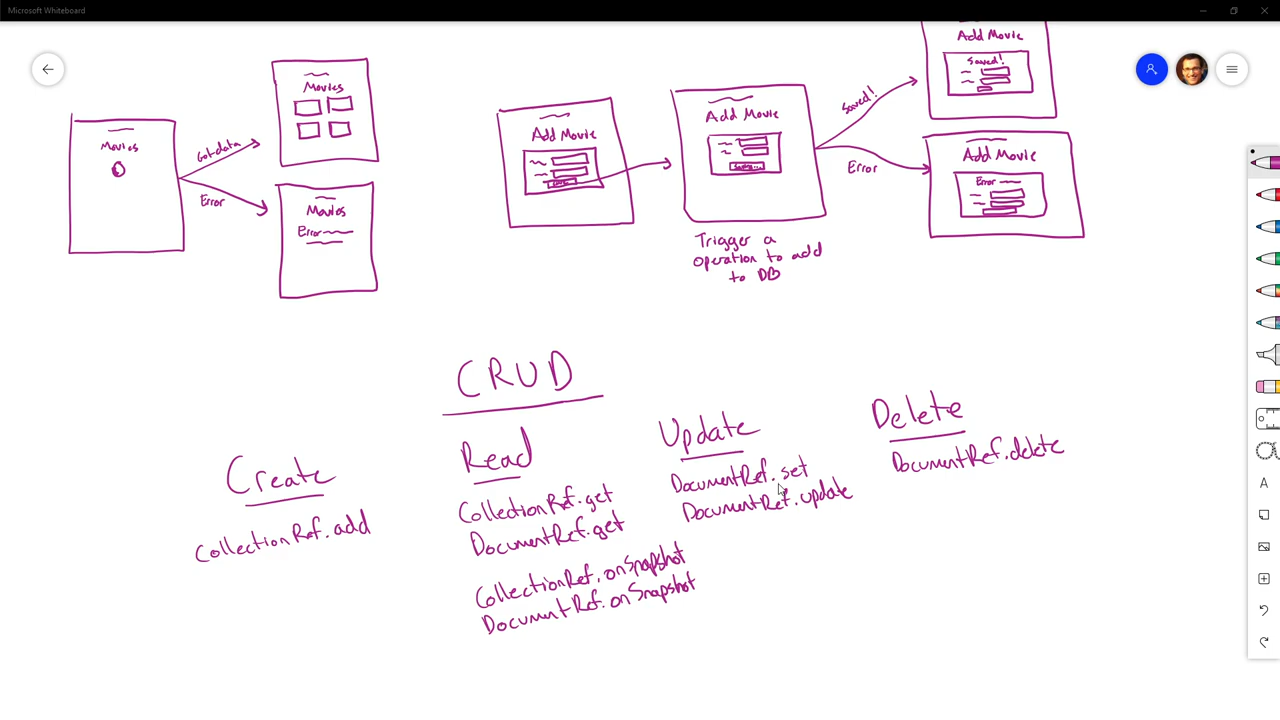 Microsoft Whiteboard
Movies
Got data
Error
Movies
Movies
Error
Add Movie
Add Movie
Trigger a
operation to add
to DB
Saved!
Error
Add Movie
Saved!
Add Movie
Error
CRUD
Create
CollectionRef.add
Read
CollectionRef.get
DocumentRef.get
CollectionRef.onSnapshot
DocumentRef.onSnapshot
Update
DocumentRef.set
DocumentRef.update
Delete
DocumentRef.delete
A